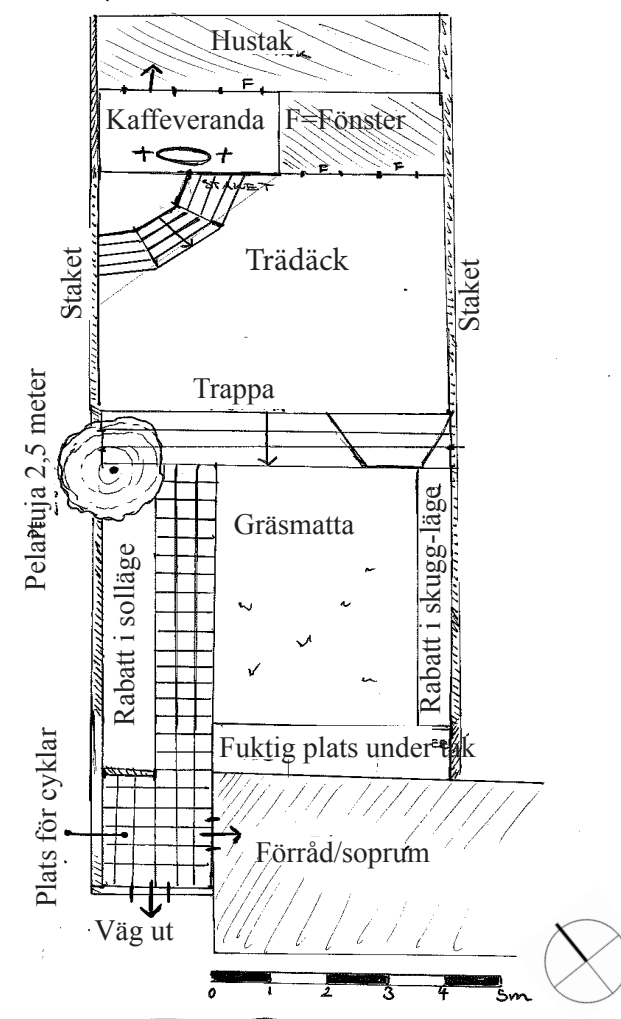 Hustak
F
Kaffeveranda
F=Fönster
F
F
STAKET
Trädäck
Staket
Staket
Trappa
Pelartuja 2,5 meter
Gräsmatta
Rabatt i solläge
Rabatt i skugg-läge
Fuktig plats under tak
Plats för cyklar
Förråd/soprum
Väg ut
0 1 2 3 4 5m